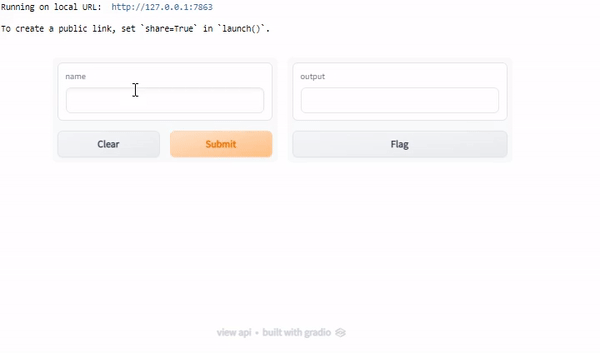 Running on local URL:  http://127.0.0.1:7863
To create a public link, set `share=True` in `launch()`.
name
output
Clear
Submit
Flag
view api • built with gradio